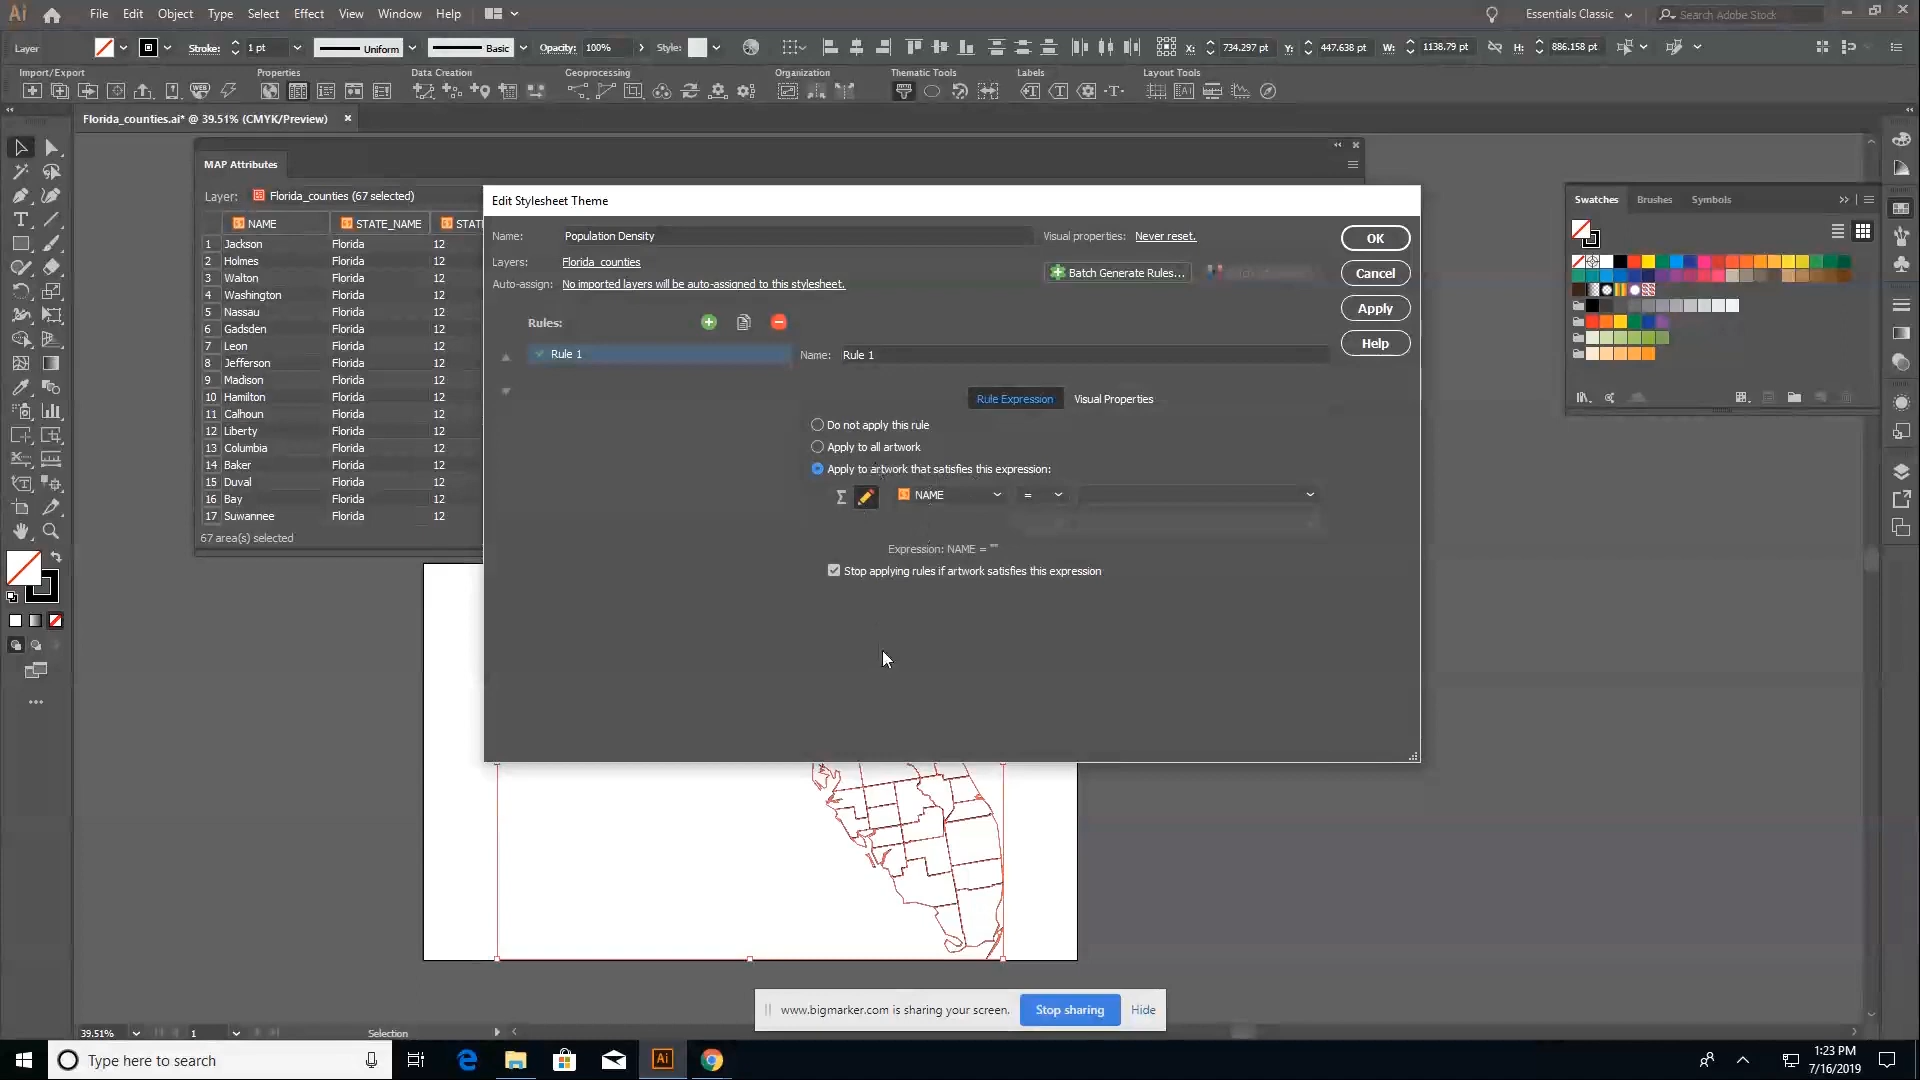 Ai File Edit Object Type Select Effect View Window Help Essentials Classic Search Adobe Stock
Layer Stroke: 1 pt Uniform Basic Opacity: 100% Style: X: 734.297 pt Y: 447.638 pt W: 1138.79 pt H: 886.158 pt
Import/Export Properties Data Creation Geoprocessing Organization Thematic Tools Labels Layout Tools
Florida_counties.ai* @ 39.51% (CMYK/Preview)
MAP Attributes
Layer: Florida_counties (67 selected)
NAME STATE_NAME STATI
1 Jackson Florida 12
2 Holmes Florida 12
3 Walton Florida 12
4 Washington Florida 12
5 Nassau Florida 12
6 Gadsden Florida 12
7 Leon Florida 12
8 Jefferson Florida 12
9 Madison Florida 12
10 Hamilton Florida 12
11 Calhoun Florida 12
12 Liberty Florida 12
13 Columbia Florida 12
14 Baker Florida 12
15 Duval Florida 12
16 Bay Florida 12
17 Suwannee Florida 12
67 area(s) selected
Edit Stylesheet Theme
Name: Population Density Visual properties: Never reset.
Layers: Florida_counties
Auto-assign: No imported layers will be auto-assigned to this stylesheet.
Batch Generate Rules...
OK
Cancel
Apply
Help
Rules:
Rule 1
Name: Rule 1
Rule Expression Visual Properties
Do not apply this rule
Apply to all artwork
Apply to artwork that satisfies this expression:
Σ NAME =
Expression: NAME = ""
Stop applying rules if artwork satisfies this expression
Swatches Brushes Symbols
www.bigmarker.com is sharing your screen. Stop sharing Hide
39.51% 1 Selection
Type here to search
Ai
1:23 PM
7/16/2019